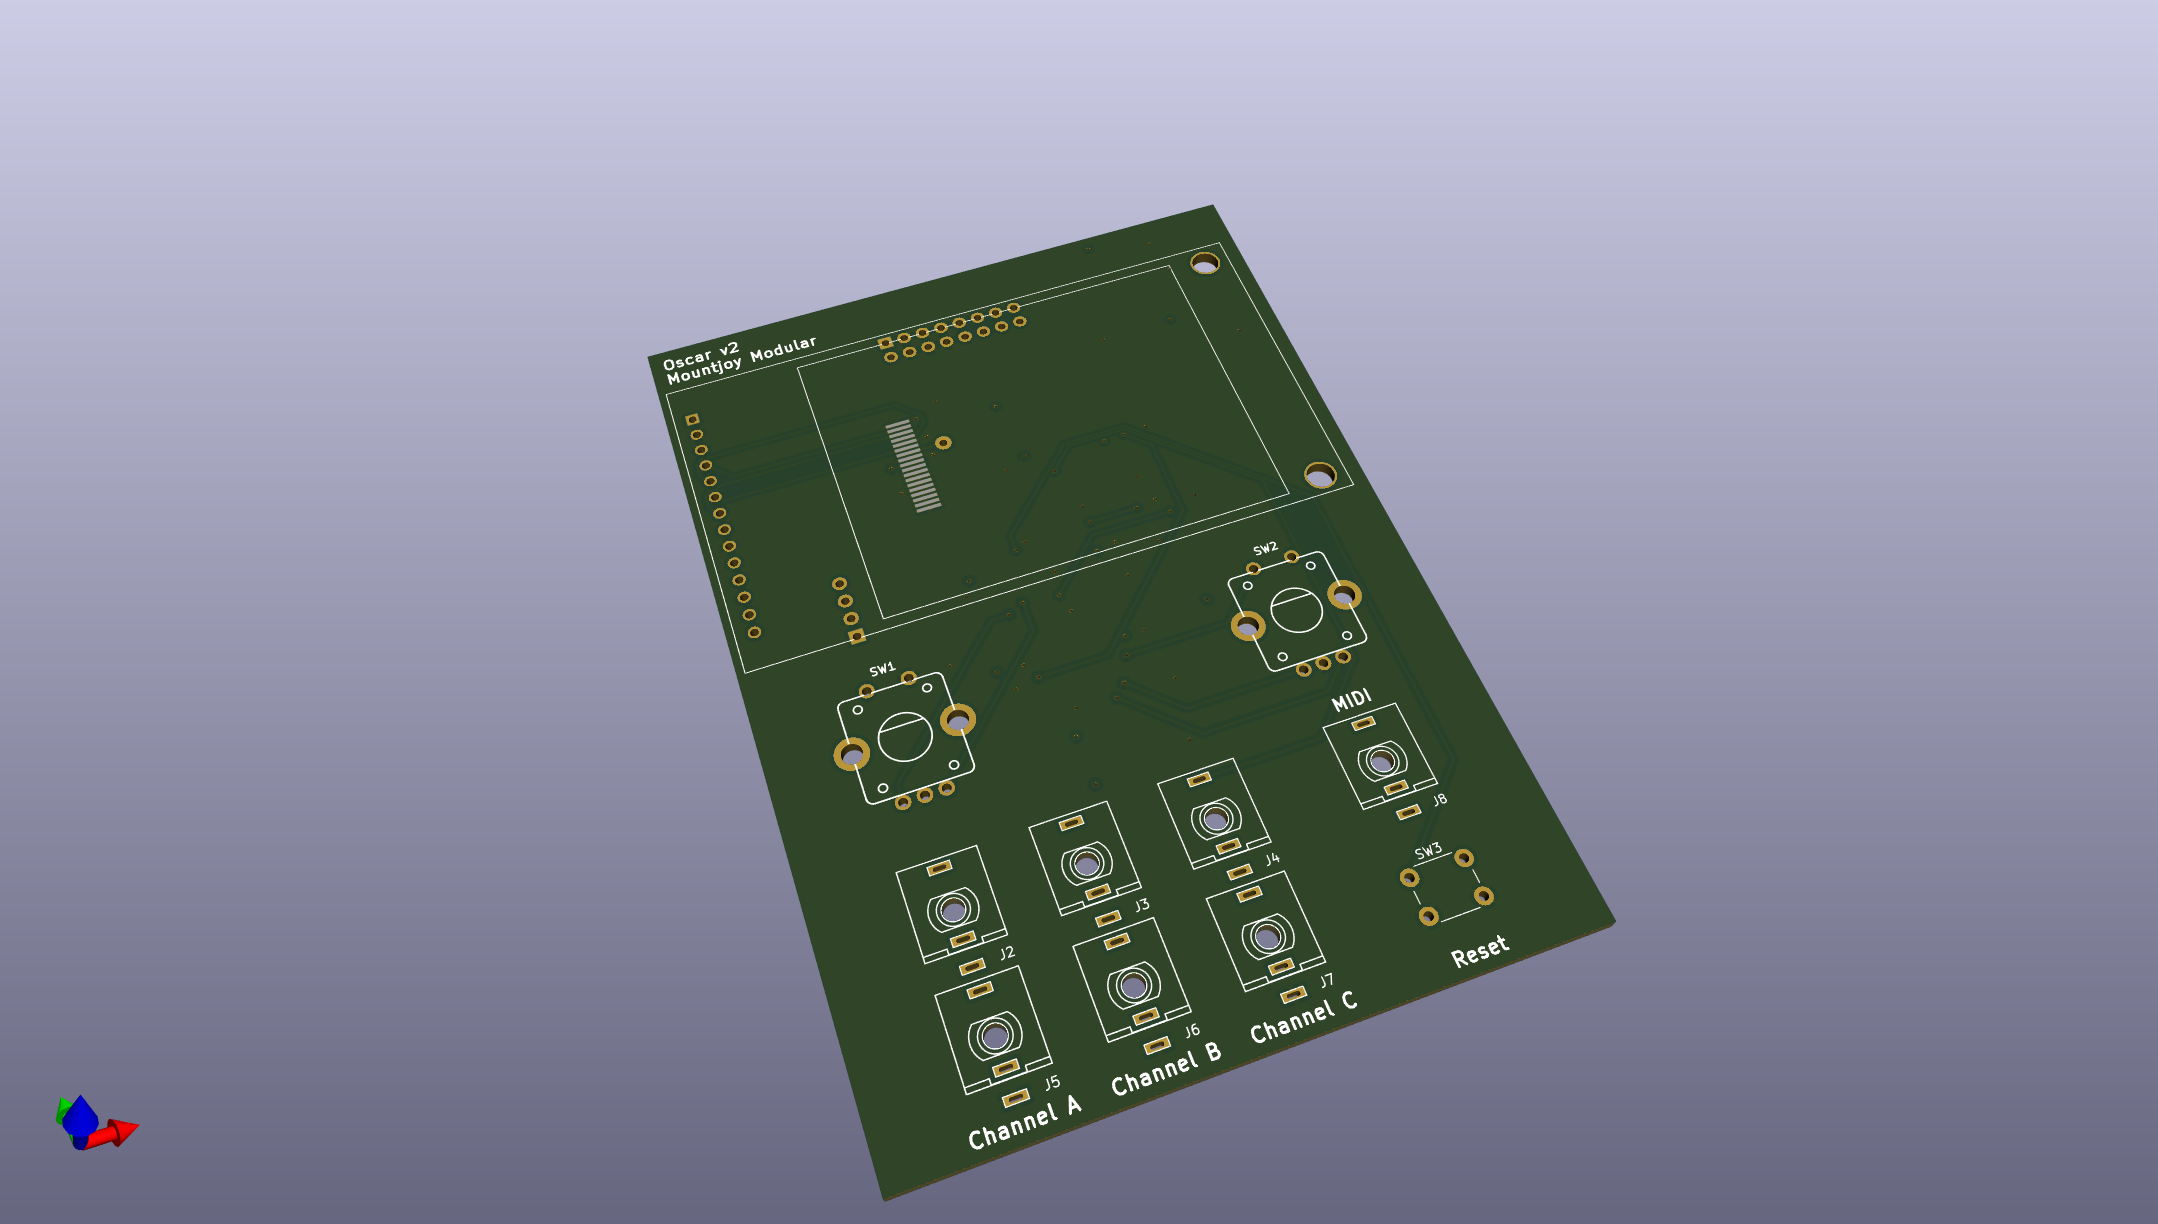 Oscar v2
Mountjoy Modular
SW2
SW1
MIDI
J8
J4
SW3
J3
J2
Reset
J7
Channel C
J6
Channel B
J5
Channel A